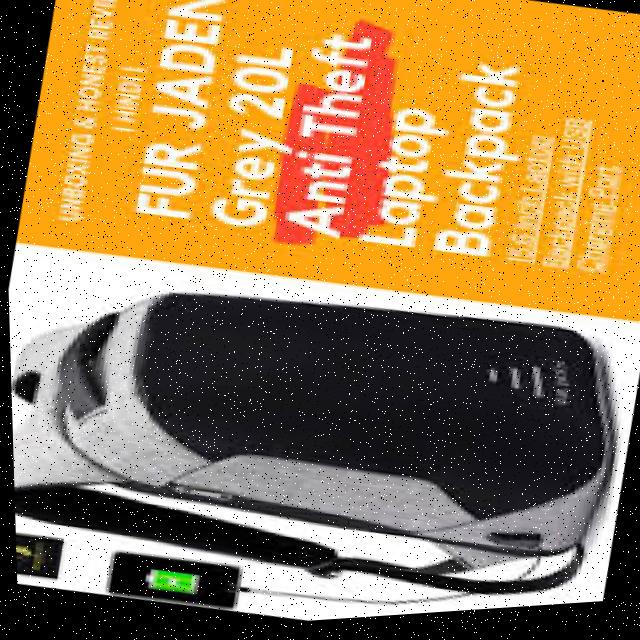 UNBOXING & HONEST REVIEW
| HINDI |
FUR JADEN
Grey 20L
Anti Theft
Laptop
Backpack
15.6 Inch Laptop
Backpack with USB
Charging Port